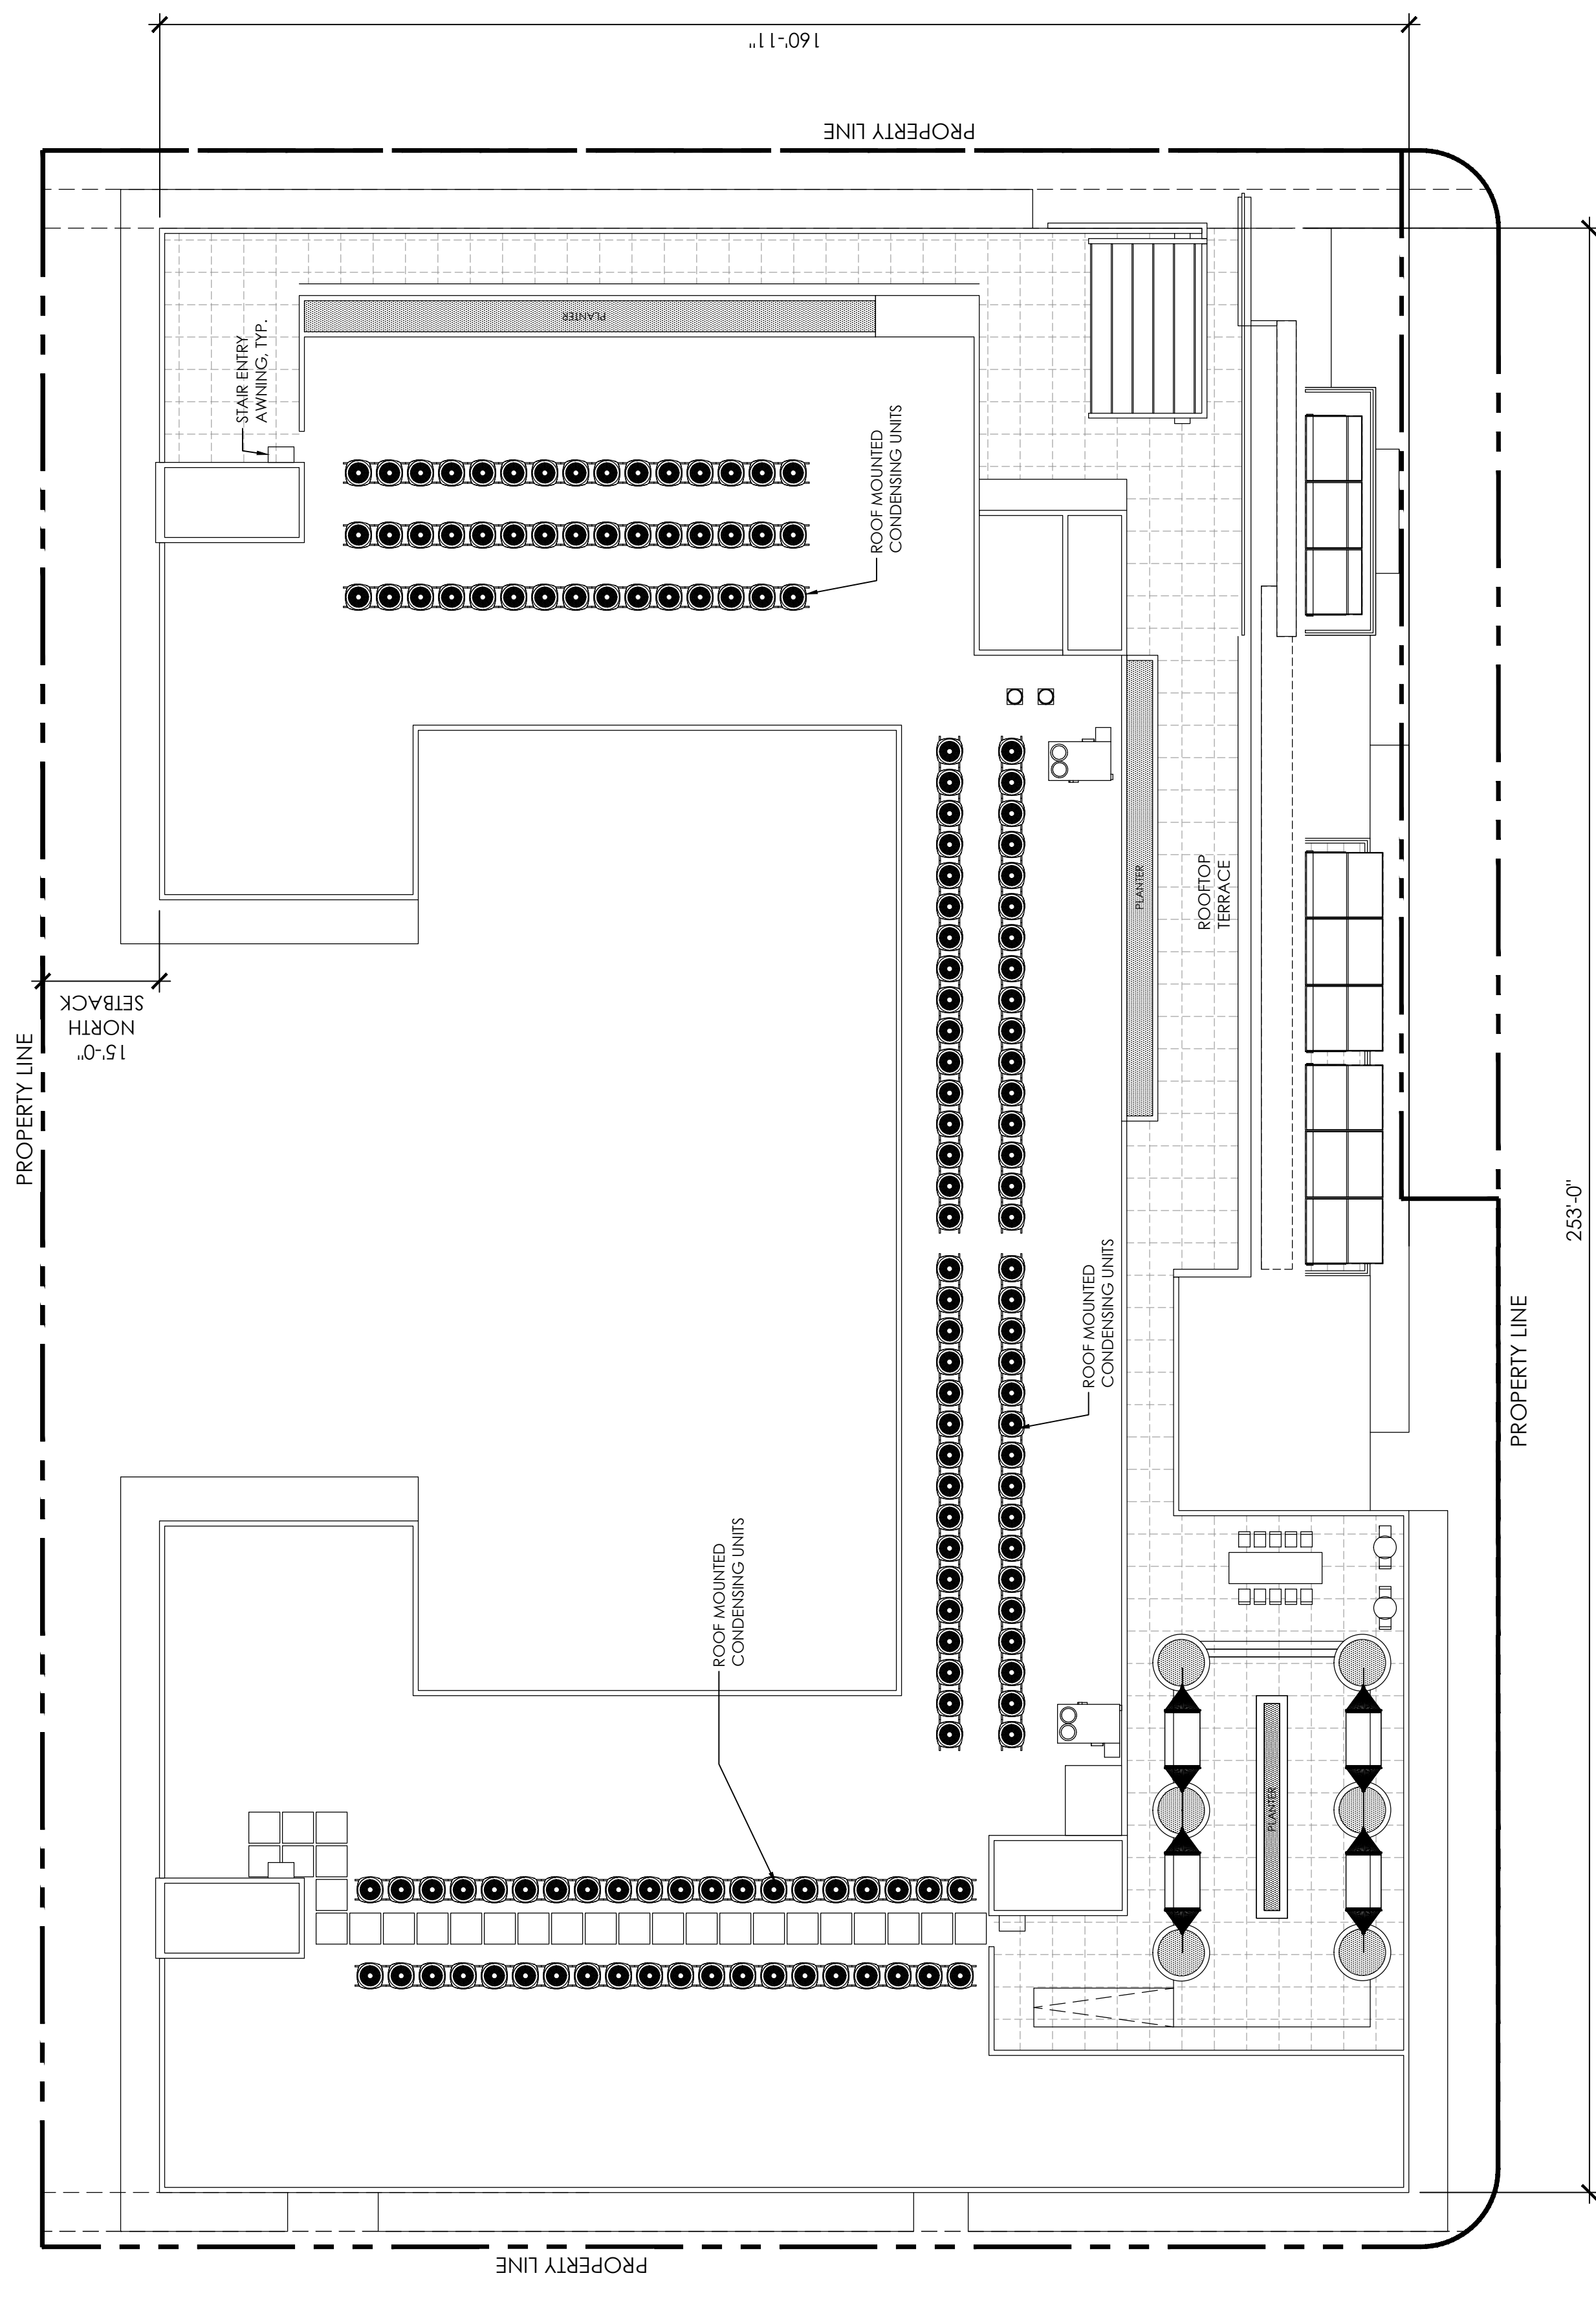 160'-11"
PROPERTY LINE
PLANTER
STAIR ENTRY
AWNING, TYP.
ROOF MOUNTED
CONDENSING UNITS
15'-0"
NORTH
SETBACK
PROPERTY LINE
PLANTER
ROOFTOP
TERRACE
253'-0"
ROOF MOUNTED
CONDENSING UNITS
PROPERTY LINE
ROOF MOUNTED
CONDENSING UNITS
PLANTER
PROPERTY LINE